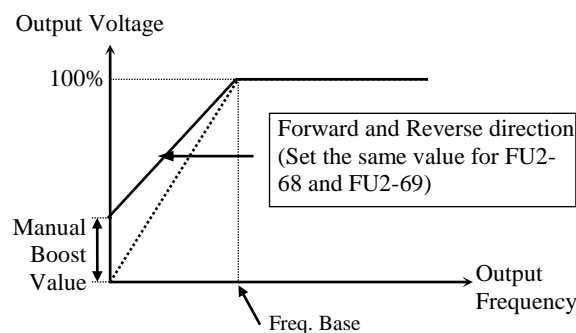 Output Voltage
100%
Forward and Reverse direction
(Set the same value for FU2-
68 and FU2-69)
Manual
Boost
Value
Output
Frequency
Freq. Base